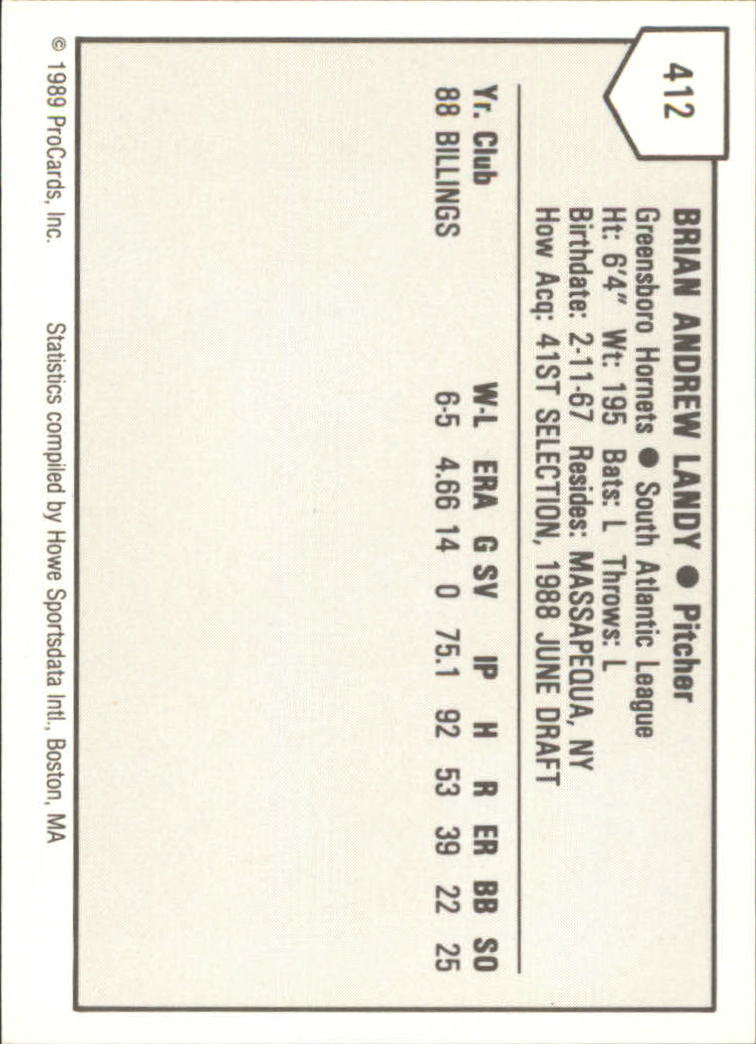 412
BRIAN ANDREW LANDY ● Pitcher
Greensboro Hornets ● South Atlantic League
Ht: 6'4" Wt: 195 Bats: L Throws: L
Birthdate: 2-11-67 Resides: MASSAPEQUA, NY
How Acq: 41ST SELECTION, 1988 JUNE DRAFT
Yr. Club W-L ERA G SV IP H R ER BB SO
88 BILLINGS 6-5 4.66 14 0 75.1 92 53 39 22 25
© 1989 ProCards, Inc. Statistics compiled by Howe Sportsdata Intl., Boston, MA